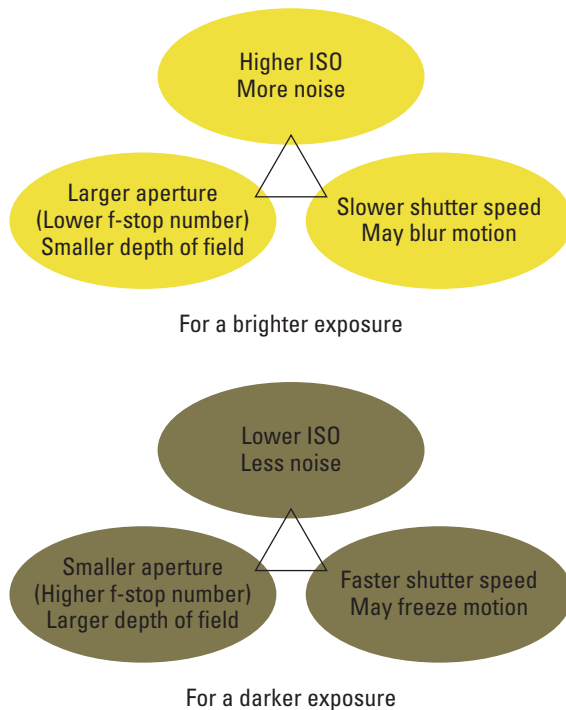 Higher ISO
More noise
Larger aperture
(Lower f-stop number)
Smaller depth of field
Slower shutter speed
May blur motion
For a brighter exposure
Lower ISO
Less noise
Smaller aperture
(Higher f-stop number)
Larger depth of field
Faster shutter speed
May freeze motion
For a darker exposure